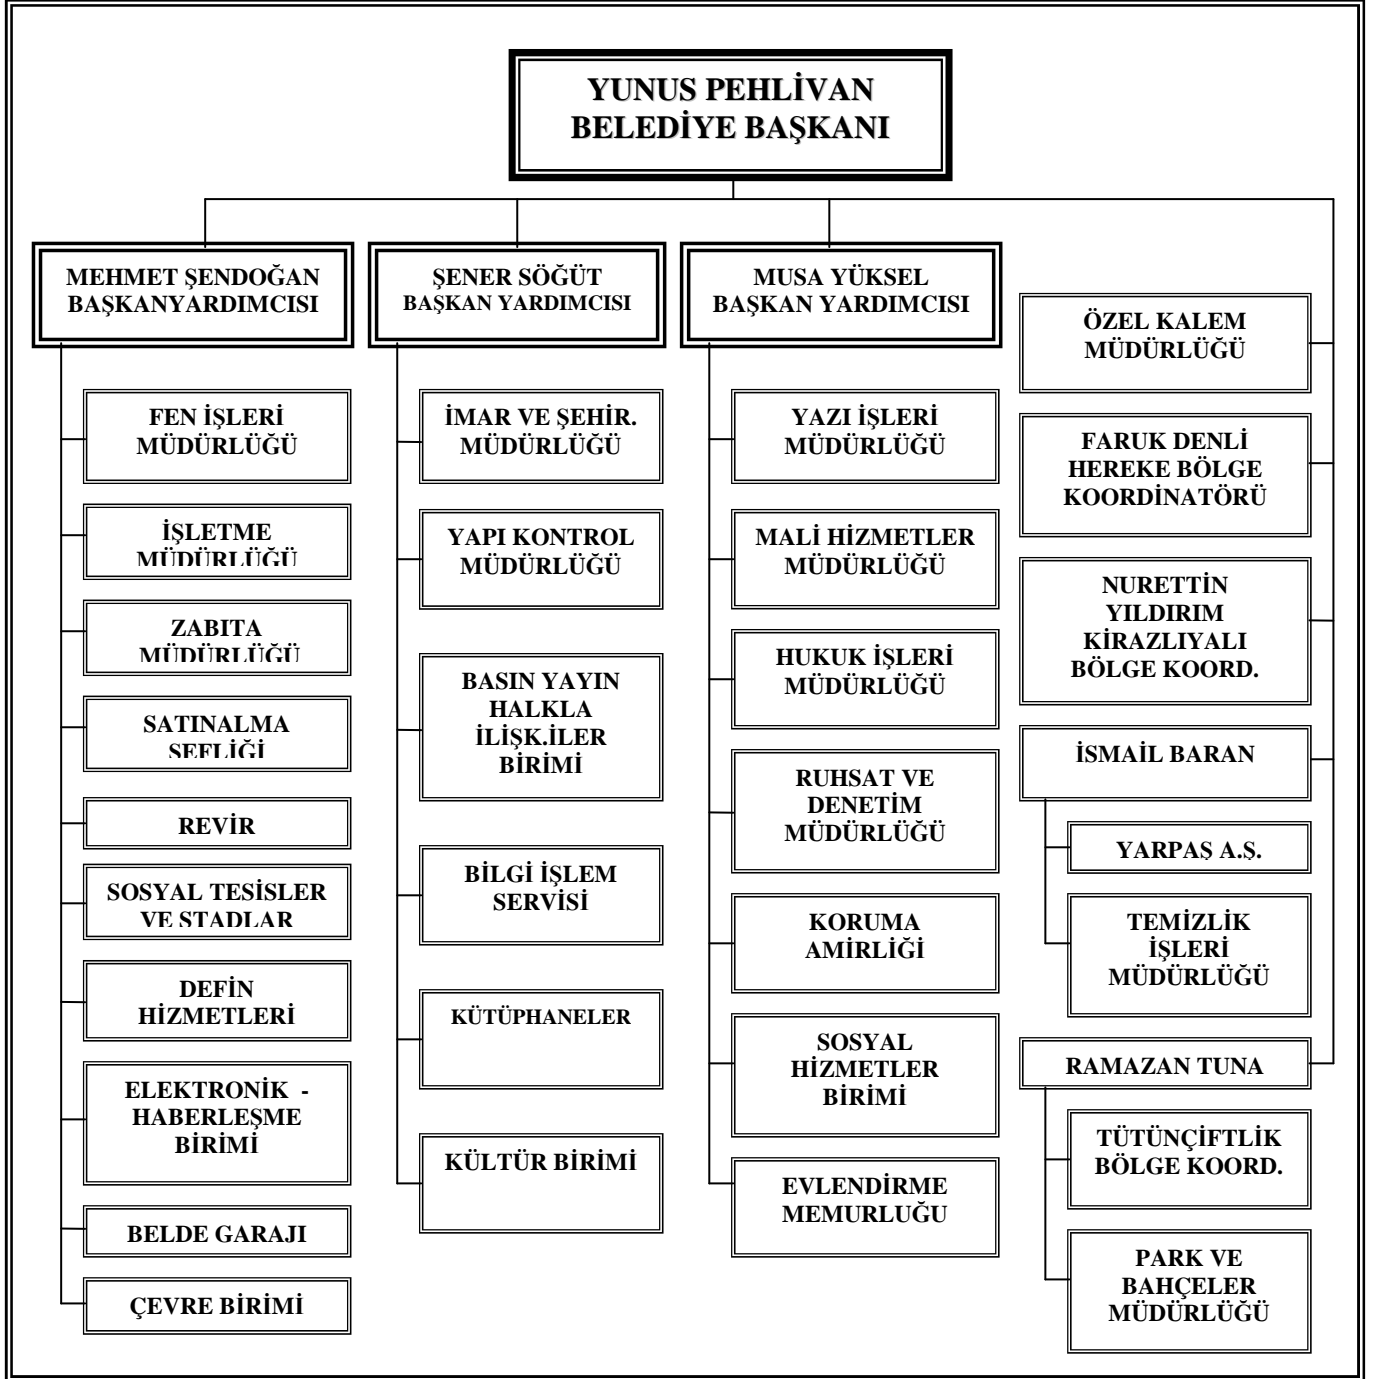 YUNUS PEHLİVAN
BELEDİYE BAŞKANI
MEHMET ŞENDOĞAN
BAŞKANYARDIMCISI
FEN İŞLERİ
MÜDÜRLÜĞÜ
İŞLETME
MÜDÜRLÜĞÜ
ZABITA
MÜDÜRLÜĞÜ
SATINALMA
ŞEFLİĞİ
REVİR
SOSYAL TESİSLER
VE STADLAR
DEFİN
HİZMETLERİ
ELEKTRONİK -
HABERLEŞME
BİRİMİ
BELDE GARAJI
ÇEVRE BİRİMİ
ŞENER SÖĞÜT
BAŞKAN YARDIMCISI
İMAR VE ŞEHİR.
MÜDÜRLÜĞÜ
YAPI KONTROL
MÜDÜRLÜĞÜ
BASIN YAYIN
HALKLA
İLİŞK.İLER
BİRİMİ
BİLGİ İŞLEM
SERVİSİ
KÜTÜPHANELER
KÜLTÜR BİRİMİ
MUSA YÜKSEL
BAŞKAN YARDIMCISI
YAZI İŞLERİ
MÜDÜRLÜĞÜ
MALİ HİZMETLER
MÜDÜRLÜĞÜ
HUKUK İŞLERİ
MÜDÜRLÜĞÜ
RUHSAT VE
DENETİM
MÜDÜRLÜĞÜ
KORUMA
AMİRLİĞİ
SOSYAL
HİZMETLER
BİRİMİ
EVLENDİRME
MEMURLUĞU
ÖZEL KALEM
MÜDÜRLÜĞÜ
FARUK DENLİ
HEREKE BÖLGE
KOORDİNATÖRÜ
NURETTİN
YILDIRIM
KİRAZLIYALI
BÖLGE KOORD.
İSMAİL BARAN
YARPAŞ A.Ş.
TEMİZLİK
İŞLERİ
MÜDÜRLÜĞÜ
RAMAZAN TUNA
TÜTÜNÇİFTLİK
BÖLGE KOORD.
PARK VE
BAHÇELER
MÜDÜRLÜĞÜ